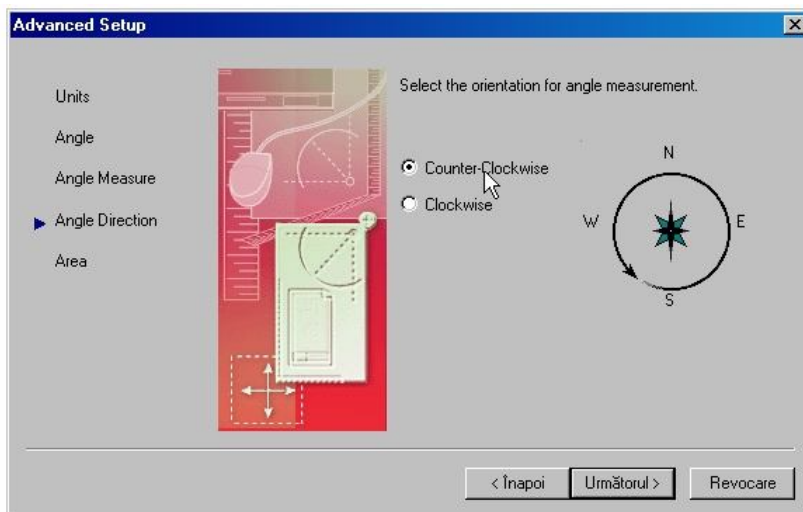 Advanced Setup
Units
Angle
Angle Measure
Angle Direction
Area
Select the orientation for angle measurement.
Counter-Clockwise
Clockwise
N
W
E
S
< Înapoi
Următorul >
Revocare